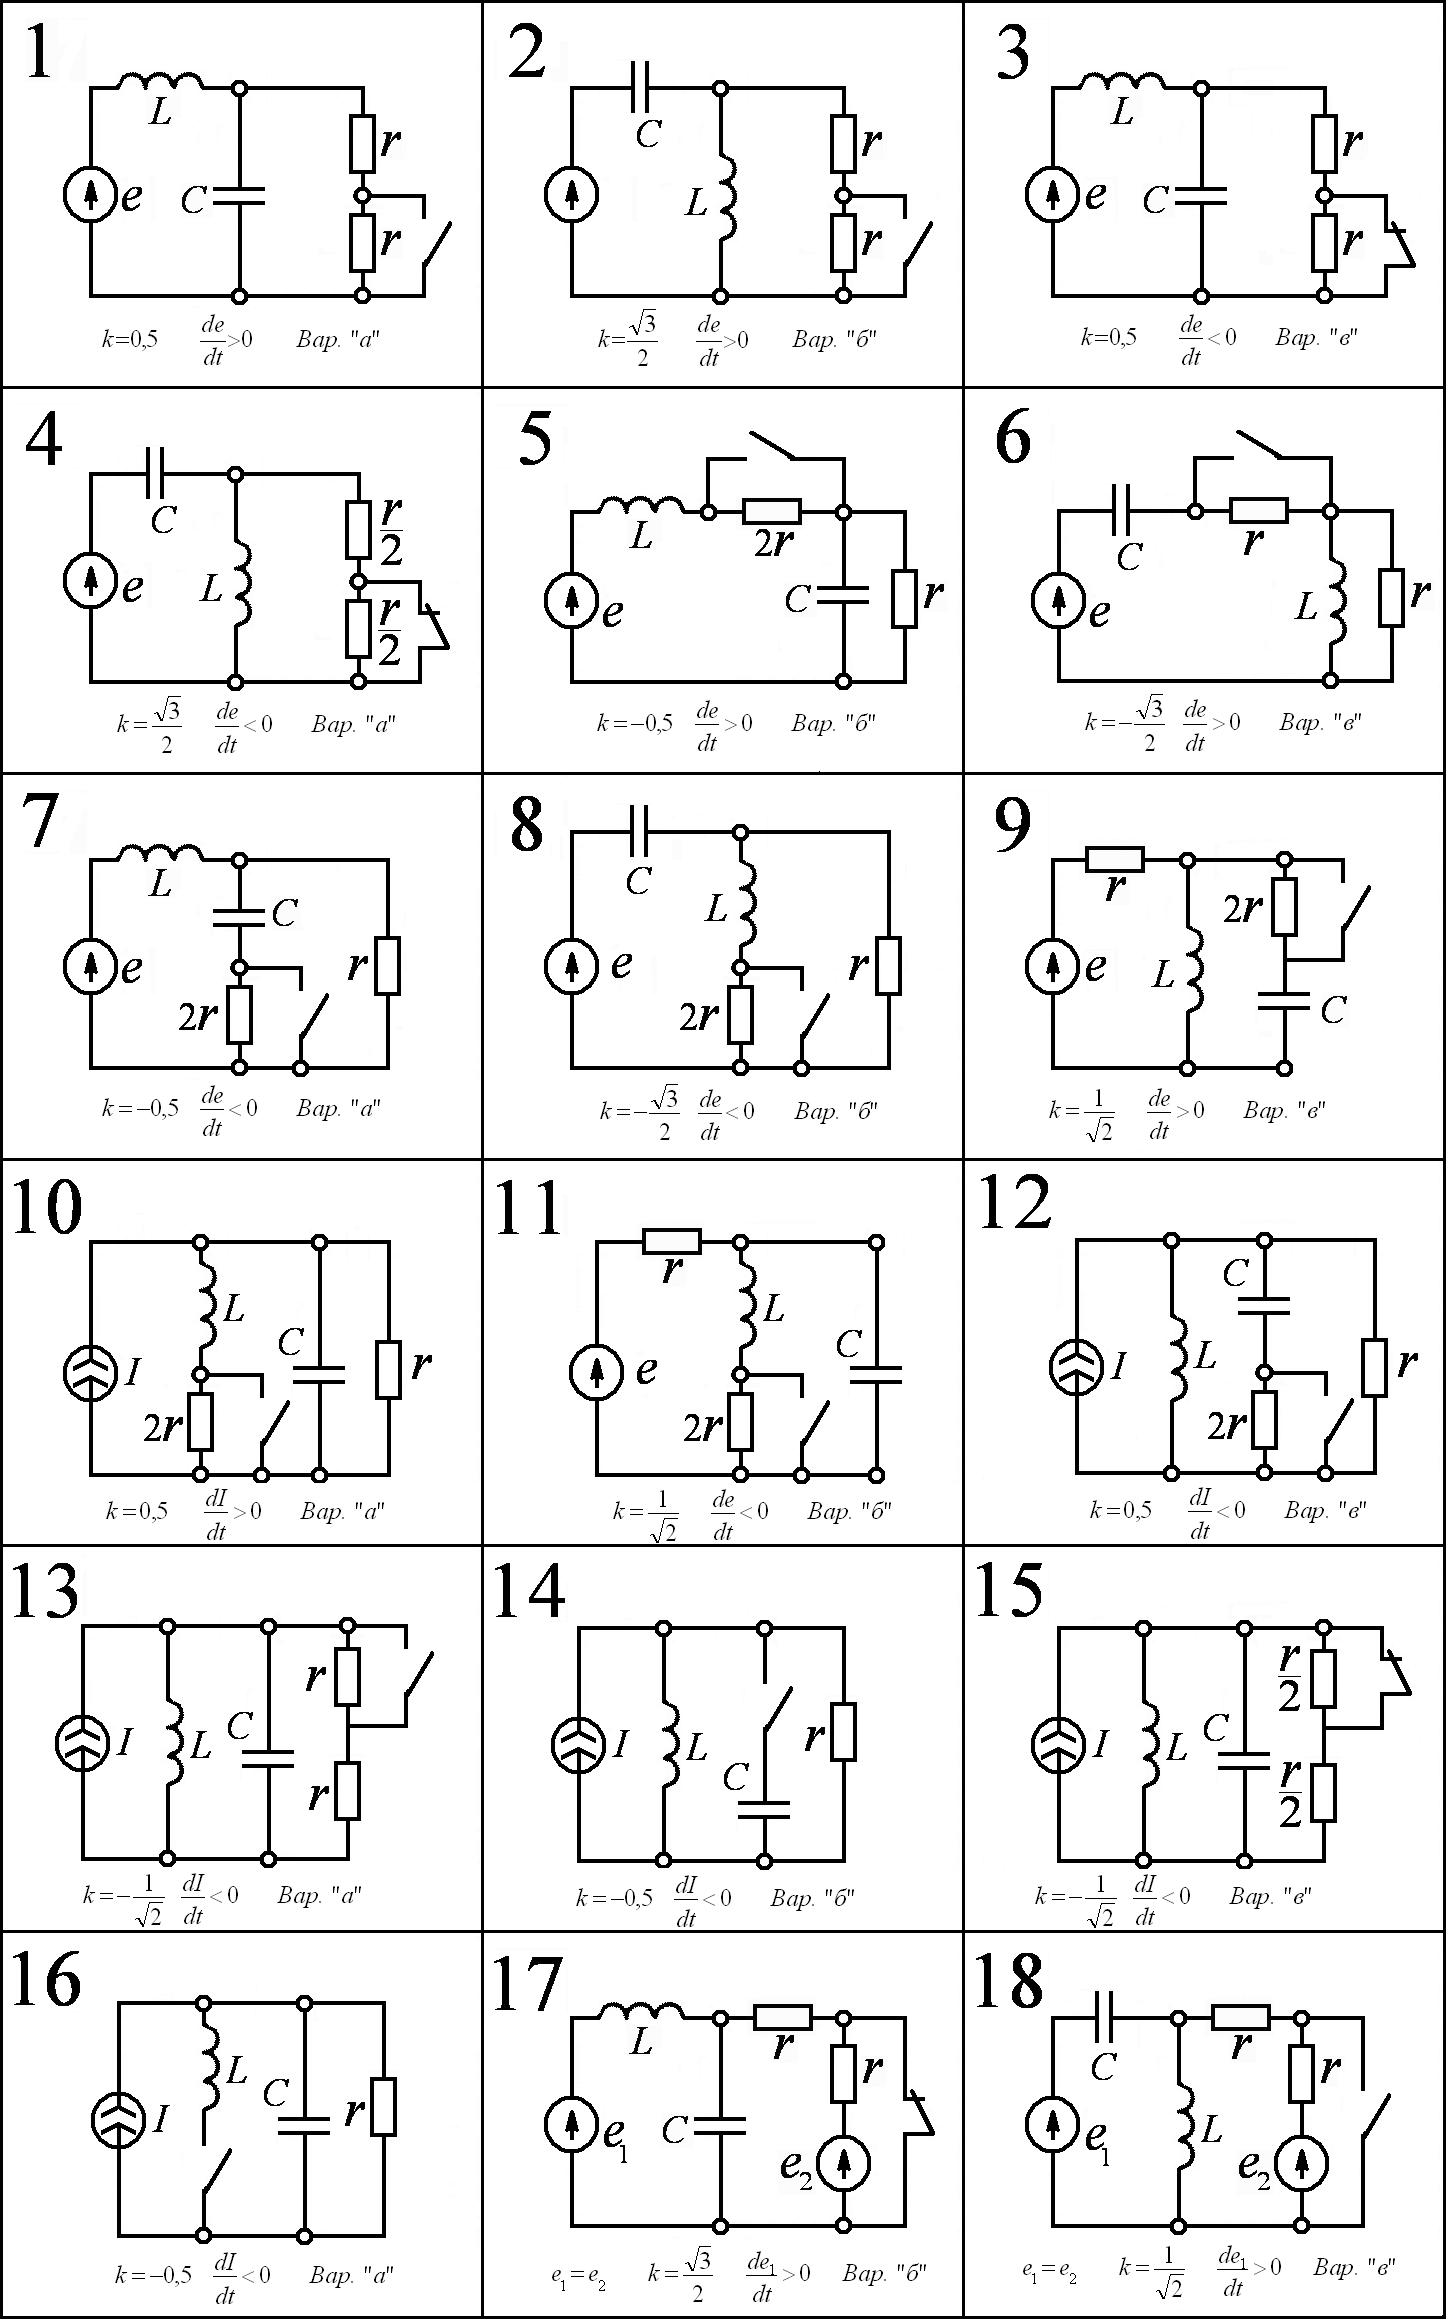 1
L
e
C
r
r
k=0,5 de/dt>0 Вар. "а"
2
C
L
r
r
k=√3/2 de/dt>0 Вар. "б"
3
L
e
C
r
r
k=0,5 de/dt<0 Вар. "в"
4
C
e
L
r/2
r/2
k=√3/2 de/dt<0 Вар. "а"
5
L
2r
e
C
r
k=−0,5 de/dt>0 Вар. "б"
6
C
r
e
L
r
k=−√3/2 de/dt>0 Вар. "в"
7
L
C
e
2r
r
k=−0,5 de/dt<0 Вар. "а"
8
C
L
e
2r
r
k=−√3/2 de/dt<0 Вар. "б"
9
r
2r
e
L
C
k=1/√2 de/dt>0 Вар. "в"
10
L
I
C
r
2r
k=0,5 dI/dt>0 Вар. "а"
11
r
L
e
C
2r
k=1/√2 de/dt<0 Вар. "б"
12
C
I
L
r
2r
k=0,5 dI/dt<0 Вар. "в"
13
r
I
L
C
r
k=−1/√2 dI/dt<0 Вар. "а"
14
I
L
C
r
k=−0,5 dI/dt<0 Вар. "б"
15
r/2
I
L
C
r/2
k=−1/√2 dI/dt<0 Вар. "в"
16
L
I
C
r
k=−0,5 dI/dt<0 Вар. "а"
17
L
r
r
e1
C
e2
e1=e2 k=√3/2 de1/dt>0 Вар. "б"
18
C
r
r
e1
L
e2
e1=e2 k=1/√2 de1/dt>0 Вар. "в"